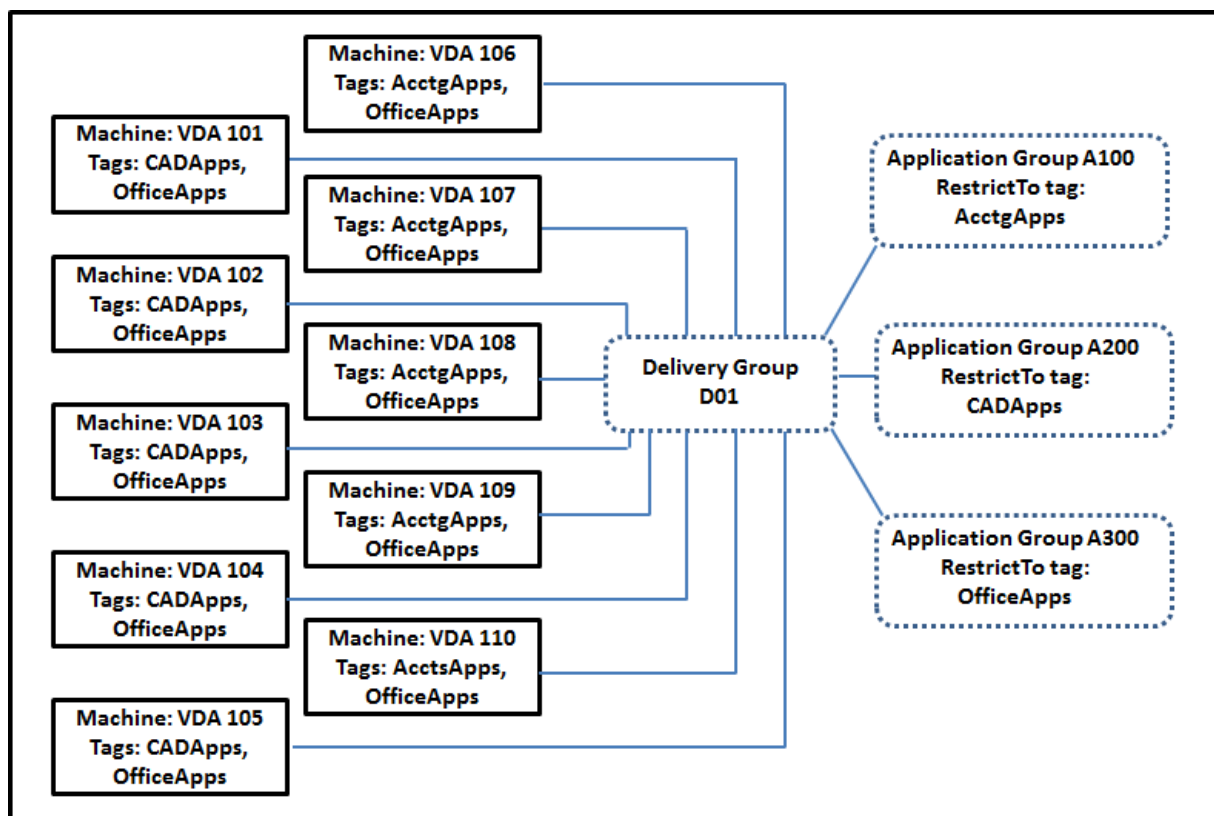 Machine: VDA 106
Tags: AcctgApps,
OfficeApps
Machine: VDA 101
Tags: CADApps,
OfficeApps
Machine: VDA 107
Tags: AcctgApps,
OfficeApps
Machine: VDA 102
Tags: CADApps,
OfficeApps
Machine: VDA 108
Tags: AcctgApps,
OfficeApps
Machine: VDA 103
Tags: CADApps,
OfficeApps
Machine: VDA 109
Tags: AcctgApps,
OfficeApps
Machine: VDA 104
Tags: CADApps,
OfficeApps
Machine: VDA 110
Tags: AcctsApps,
OfficeApps
Machine: VDA 105
Tags: CADApps,
OfficeApps
Delivery Group
D01
Application Group A100
RestrictTo tag:
AcctgApps
Application Group A200
RestrictTo tag:
CADApps
Application Group A300
RestrictTo tag:
OfficeApps